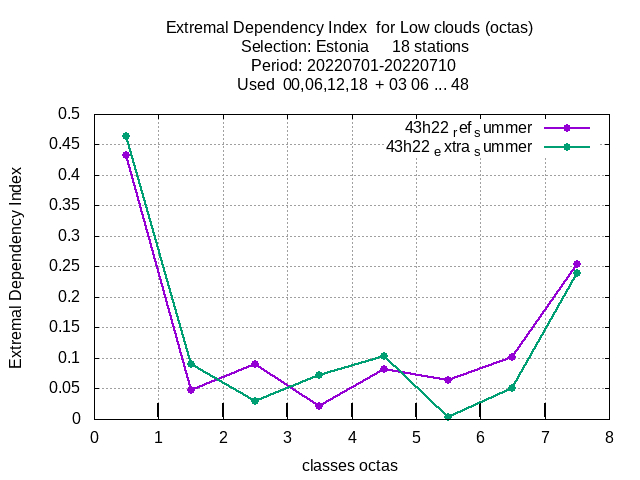 Extremal Dependency Index for Low clouds (octas)
Selection: Estonia 18 stations
Period: 20220701-20220710
Used 00,06,12,18 + 03 06 ... 48
43h22 ref summer
43h22 extra summer
Extremal Dependency Index
0.5
0.45
0.4
0.35
0.3
0.25
0.2
0.15
0.1
0.05
0
0 1 2 3 4 5 6 7 8
classes octas